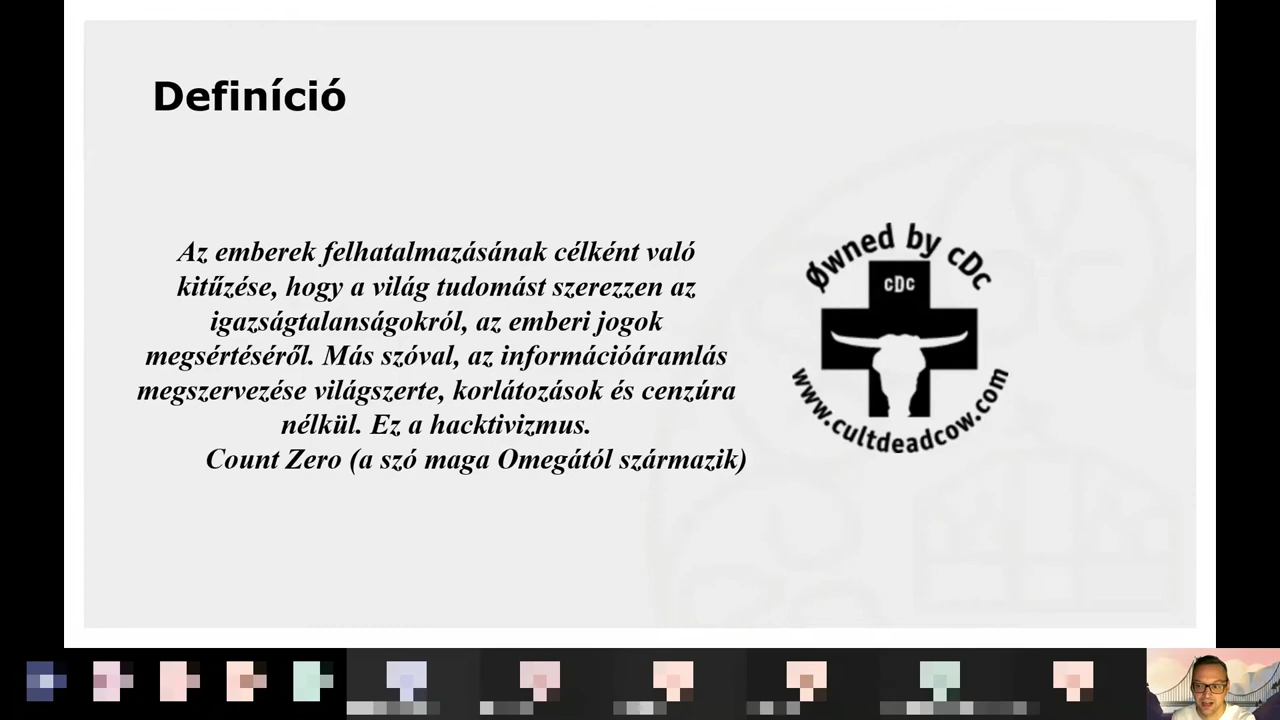 Definíció
Az emberek felhatalmazásának célként való
kitűzése, hogy a világ tudomást szerezzen az
igazságtalanságokról, az emberi jogok
megsértéséről. Más szóval, az információáramlás
megszervezése világszerte, korlátozások és cenzúra
nélkül. Ez a hacktivizmus.
Count Zero (a szó maga Omegától származik)
Øwned by cDc
cDc
www.cultdeadcow.com